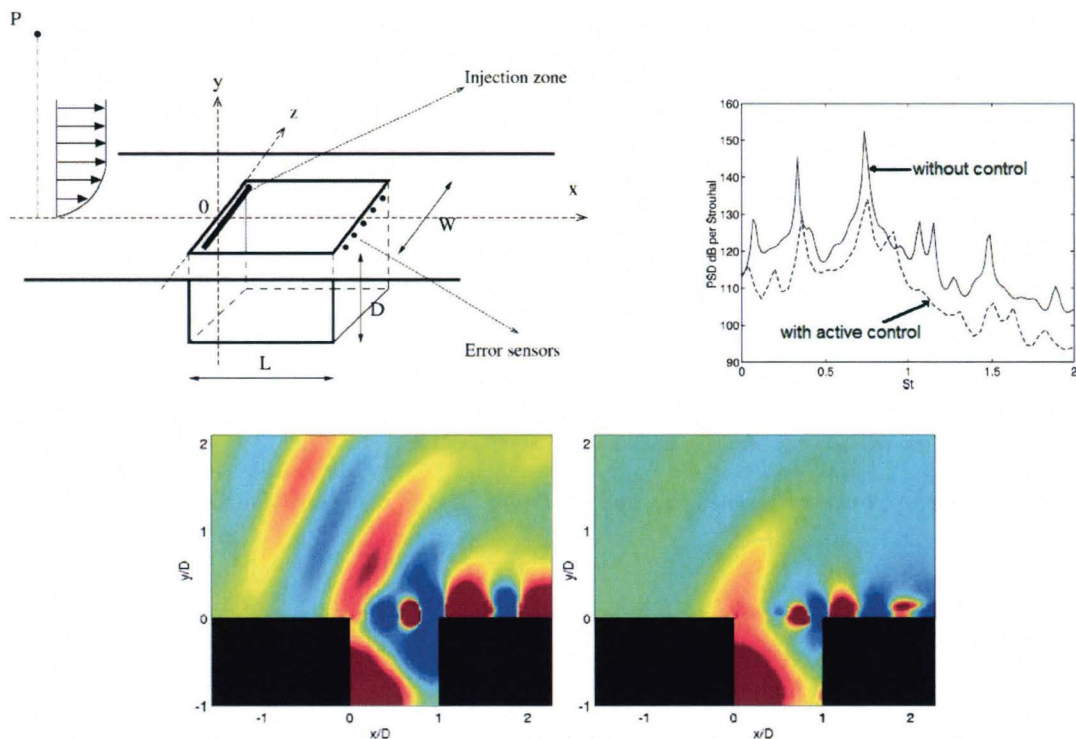 P
y
Injection zone
z
0
x
W
D
L
Error sensors
160
150
140
130
120
110
100
90
PSD dB per Strouhal
without control
with active control
0
0.5
1
1.5
2
St
2
1
0
-1
y/D
-1
0
1
2
x/D
2
1
0
-1
y/D
-1
0
1
2
x/D